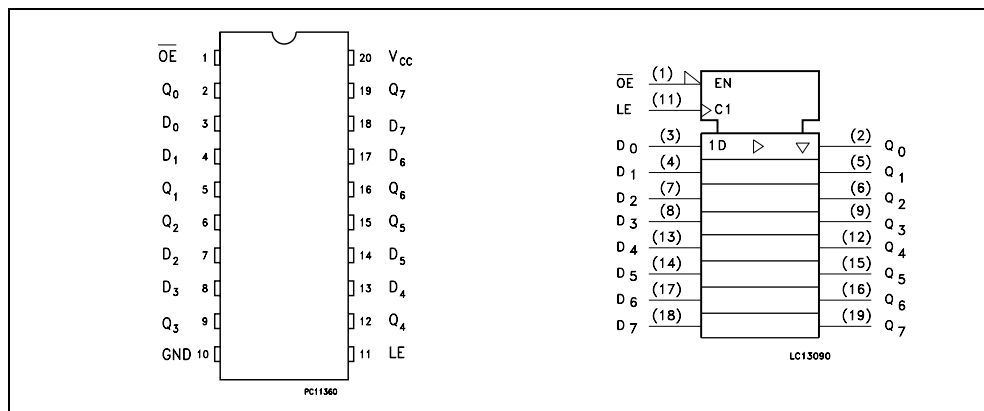 O̅E̅ 1 20 V_CC
Q₀ 2 19 Q₇
D₀ 3 18 D₇
D₁ 4 17 D₆
Q₁ 5 16 Q₆
Q₂ 6 15 Q₅
D₂ 7 14 D₅
D₃ 8 13 D₄
Q₃ 9 12 Q₄
GND 10 11 LE
PC11360
O̅E̅ (1) EN
LE (11) C1
D₀ (3) 1D (2) Q₀
D₁ (4) (5) Q₁
D₂ (7) (6) Q₂
D₃ (8) (9) Q₃
D₄ (13) (12) Q₄
D₅ (14) (15) Q₅
D₆ (17) (16) Q₆
D₇ (18) (19) Q₇
LC13090